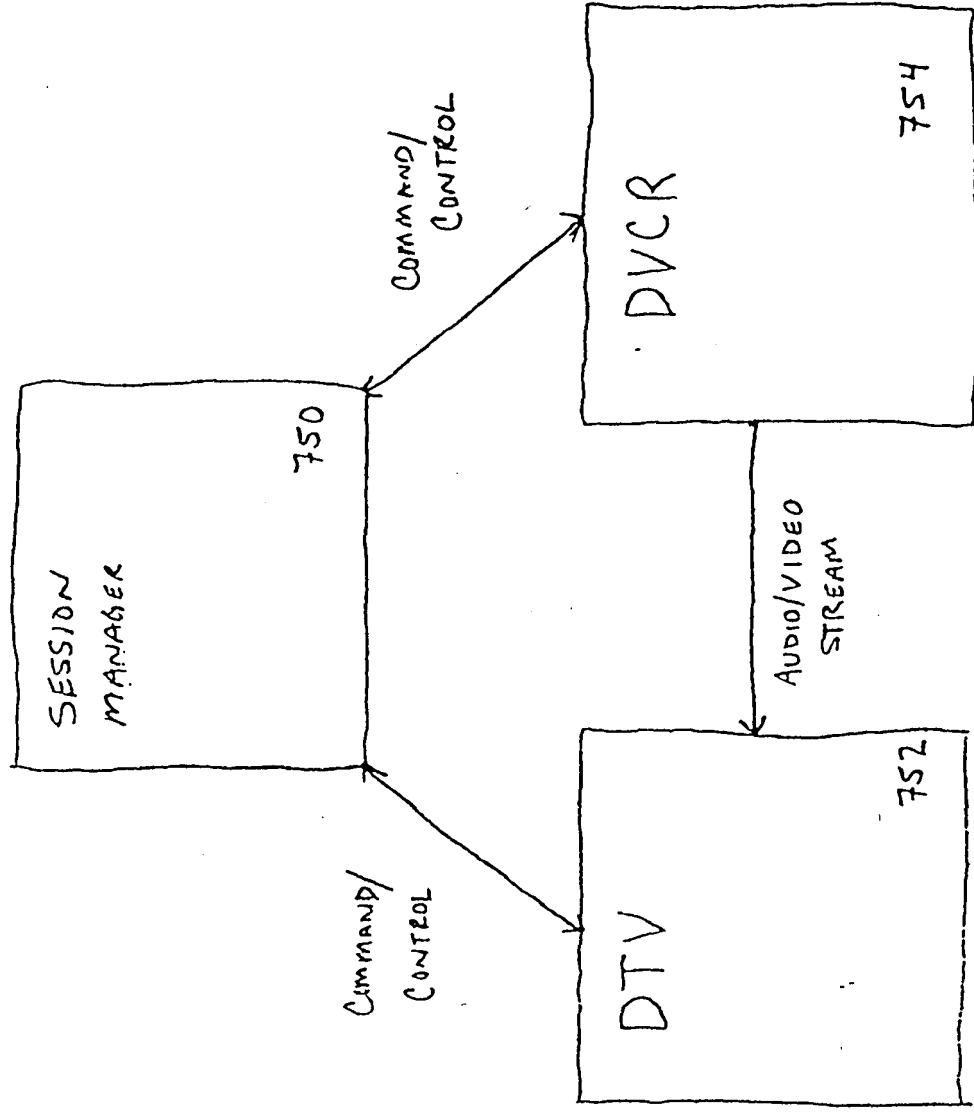 SESSION
MANAGER
750
COMMAND/
CONTROL
COMMAND/
CONTROL
DTV
752
AUDIO/VIDEO
STREAM
DVCR
754